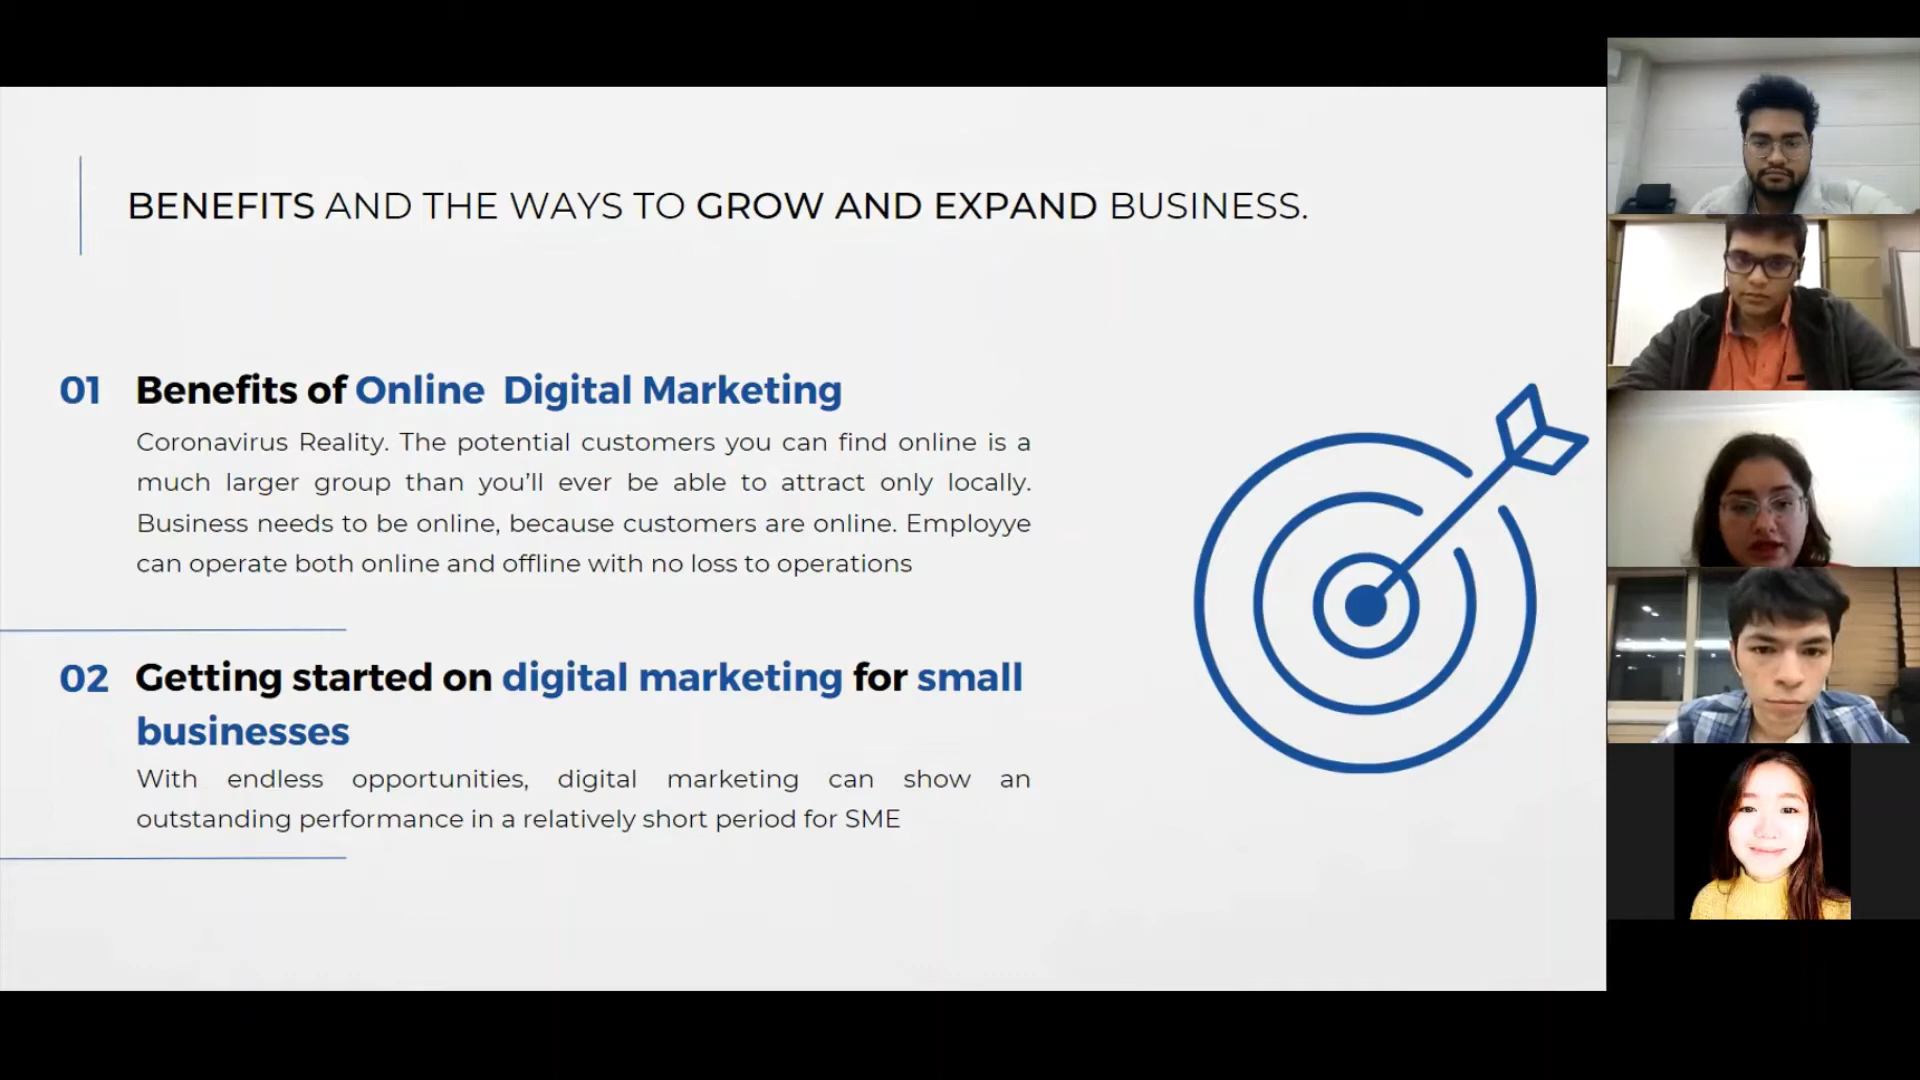 BENEFITS AND THE WAYS TO GROW AND EXPAND BUSINESS.
01 Benefits of Online Digital Marketing
Coronavirus Reality. The potential customers you can find online is a
much larger group than you'll ever be able to attract only locally.
Business needs to be online, because customers are online. Employye
can operate both online and offline with no loss to operations
02 Getting started on digital marketing for small
businesses
With endless opportunities, digital marketing can show an
outstanding performance in a relatively short period for SME